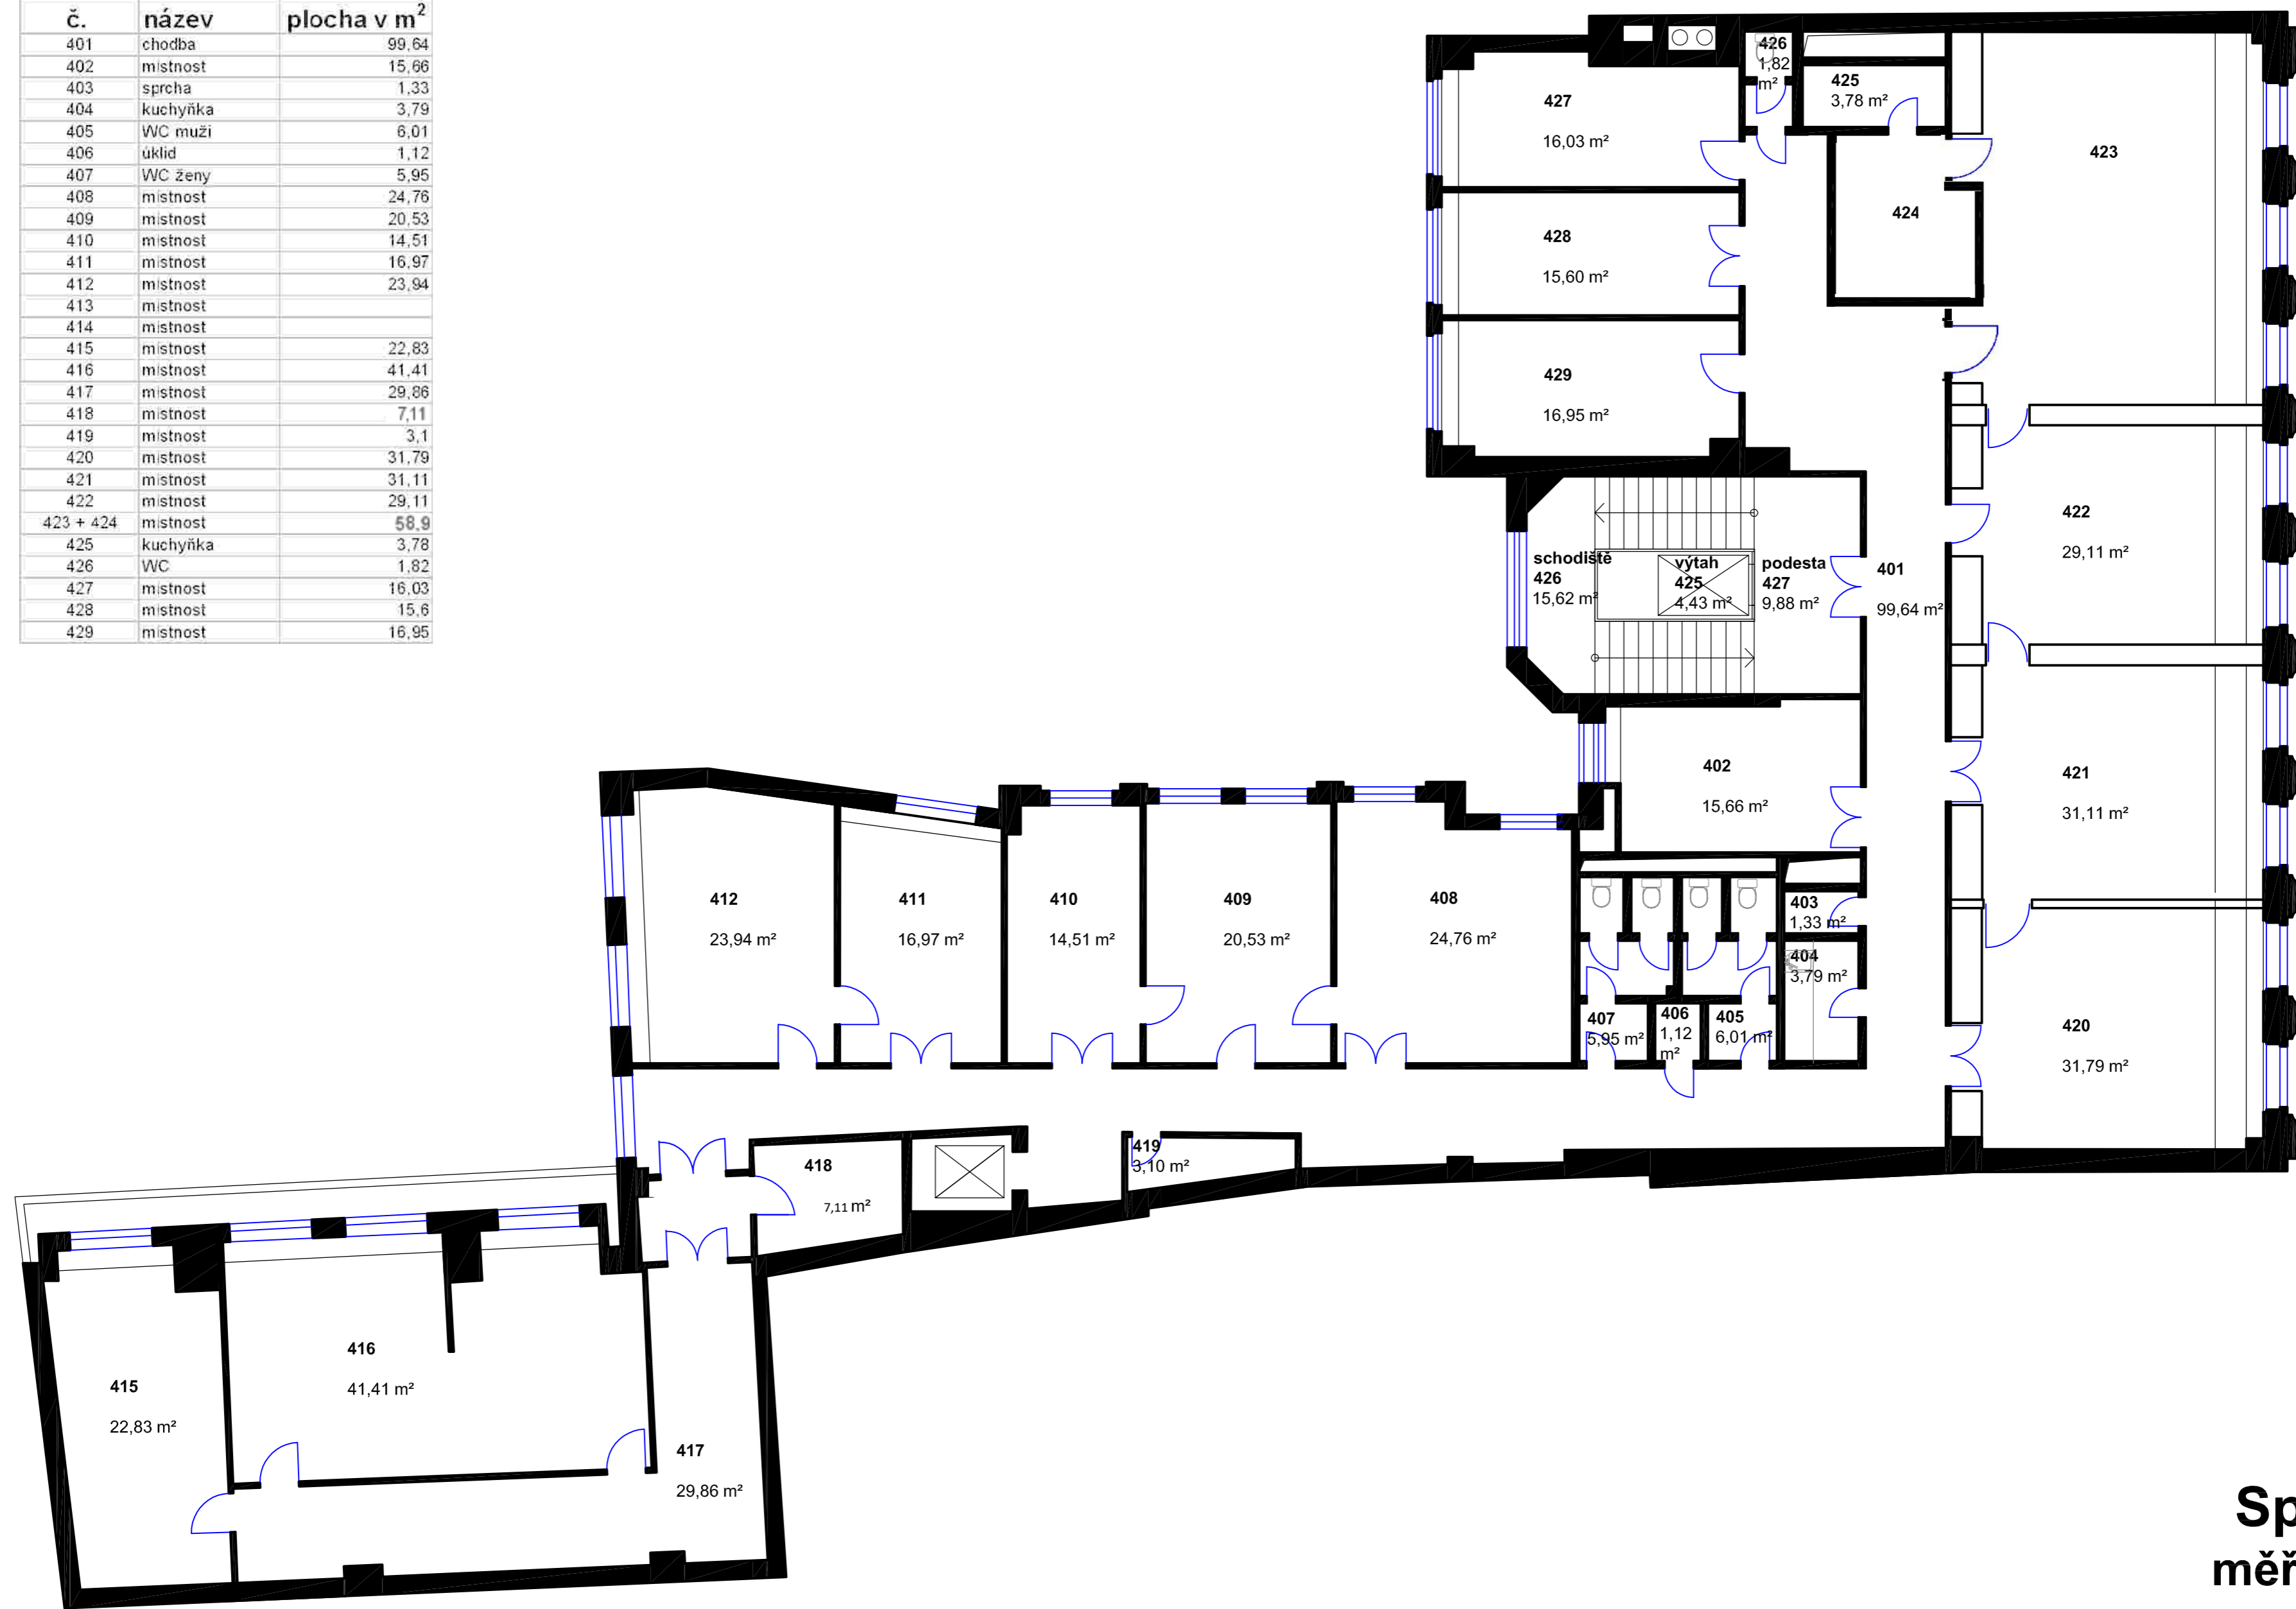 č. název plocha v m²
401 chodba 99,64
402 místnost 15,66
403 sprcha 1,33
404 kuchyňka 3,79
405 WC muži 6,01
406 úklid 1,12
407 WC ženy 5,95
408 místnost 24,76
409 místnost 20,53
410 místnost 14,51
411 místnost 16,97
412 místnost 23,94
413 místnost
414 místnost
415 místnost 22,83
416 místnost 41,41
417 místnost 29,86
418 místnost 7,11
419 místnost 3,1
420 místnost 31,79
421 místnost 31,11
422 místnost 29,11
423 + 424 místnost 58,9
425 kuchyňka 3,78
426 WC 1,82
427 místnost 16,03
428 místnost 15,6
429 místnost 16,95
426
1,82
m²
425
3,78 m²
427
16,03 m²
423
424
428
15,60 m²
429
16,95 m²
422
29,11 m²
schodiště
426
15,62 m²
výtah
425
4,43 m²
podesta
427
9,88 m²
401
99,64 m²
402
15,66 m²
421
31,11 m²
412
23,94 m²
411
16,97 m²
410
14,51 m²
409
20,53 m²
408
24,76 m²
403
1,33 m²
404
3,79 m²
407
5,95 m²
406
1,12
m²
405
6,01 m²
420
31,79 m²
418
7,11 m²
419
3,10 m²
416
41,41 m²
415
22,83 m²
417
29,86 m²
Sp
měř